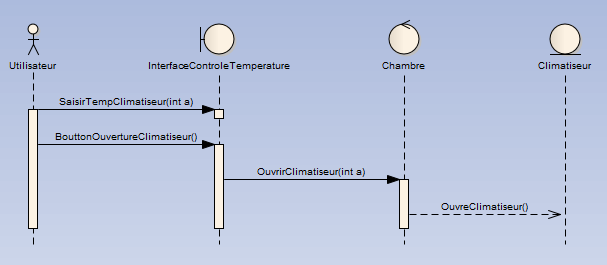 Utilisateur
InterfaceControleTemperature
Chambre
Climatiseur
SaisirTempClimatiseur(int a)
BouttonOuvertureClimatiseur()
OuvrirClimatiseur(int a)
OuvreClimatiseur()